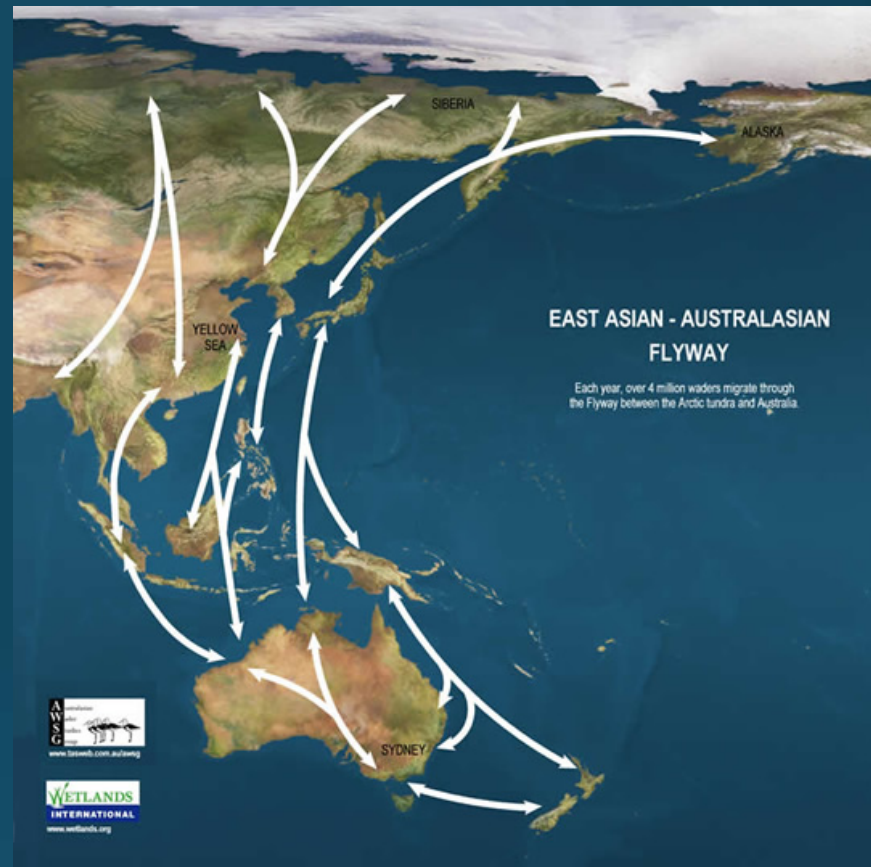 SIBERIA
ALASKA
YELLOW
SEA
EAST ASIAN - AUSTRALASIAN
FLYWAY
Each year, over 4 million waders migrate through
the Flyway between the Arctic tundra and Australia.
SYDNEY
AWSG
www.tasweb.com.au/awsg
WETLANDS
INTERNATIONAL
www.wetlands.org